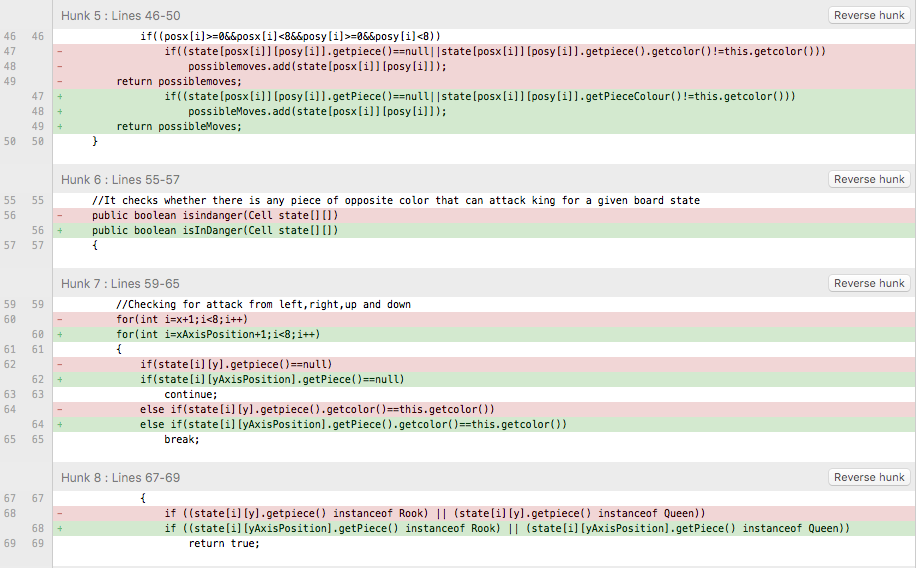 Hunk 5 : Lines 46-50 Reverse hunk
46 46 if((posx[i]>=0&&posx[i]<8&&posy[i]>=0&&posy[i]<8))
47 - if((state[posx[i]][posy[i]].getpiece()==null||state[posx[i]][posy[i]].getpiece().getcolor()!=this.getcolor()))
48 - possiblemoves.add(state[posx[i]][posy[i]]);
49 - return possiblemoves;
47 + if((state[posx[i]][posy[i]].getPiece()==null||state[posx[i]][posy[i]].getPieceColour()!=this.getcolor()))
48 + possibleMoves.add(state[posx[i]][posy[i]]);
49 + return possibleMoves;
50 50 }
Hunk 6 : Lines 55-57 Reverse hunk
55 55 //It checks whether there is any piece of opposite color that can attack king for a given board state
56 - public boolean isindanger(Cell state[][])
56 + public boolean isInDanger(Cell state[][])
57 57 {
Hunk 7 : Lines 59-65 Reverse hunk
59 59 //Checking for attack from left,right,up and down
60 - for(int i=x+1;i<8;i++)
60 + for(int i=xAxisPosition+1;i<8;i++)
61 61 {
62 - if(state[i][y].getpiece()==null)
62 + if(state[i][yAxisPosition].getPiece()==null)
63 63 continue;
64 - else if(state[i][y].getpiece().getcolor()==this.getcolor())
64 + else if(state[i][yAxisPosition].getPiece().getcolor()==this.getcolor())
65 65 break;
Hunk 8 : Lines 67-69 Reverse hunk
67 67 {
68 - if ((state[i][y].getpiece() instanceof Rook) || (state[i][y].getpiece() instanceof Queen))
68 + if ((state[i][yAxisPosition].getPiece() instanceof Rook) || (state[i][yAxisPosition].getPiece() instanceof Queen))
69 69 return true;